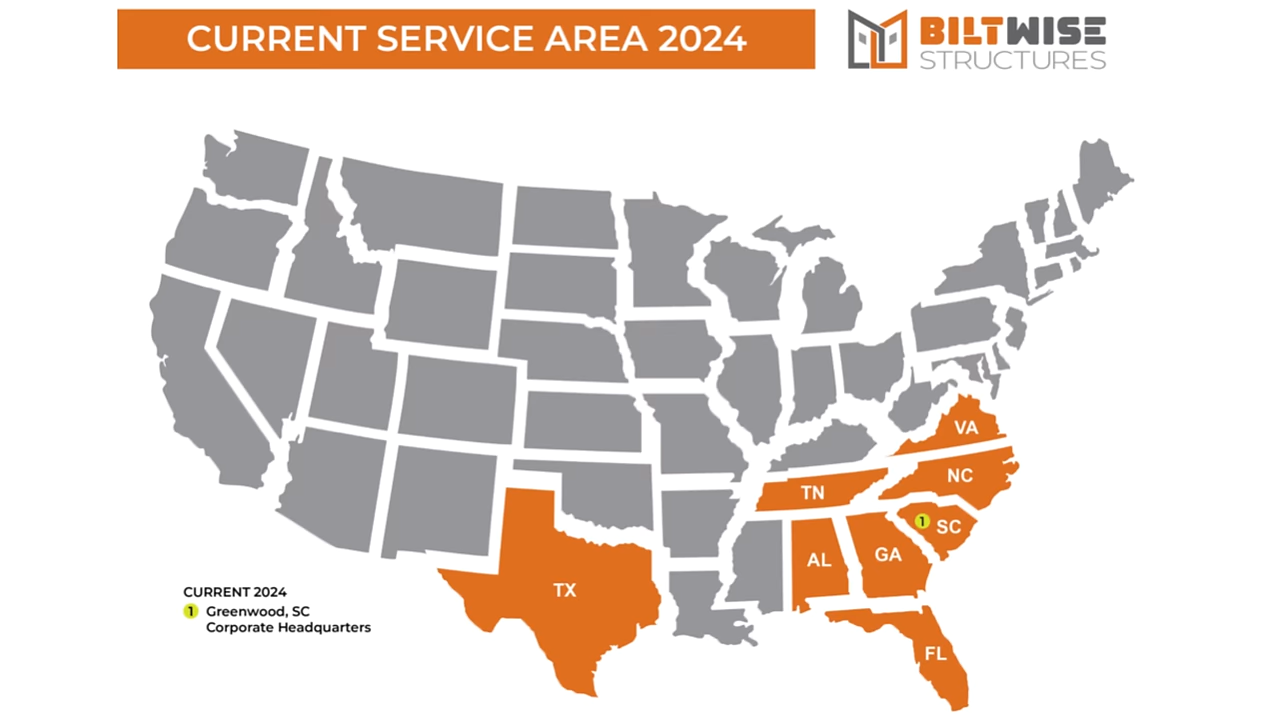 CURRENT SERVICE AREA 2024
BILTWISE
STRUCTURES
VA
NC
TN
1 SC
AL
GA
TX
FL
CURRENT 2024
1 Greenwood, SC
Corporate Headquarters